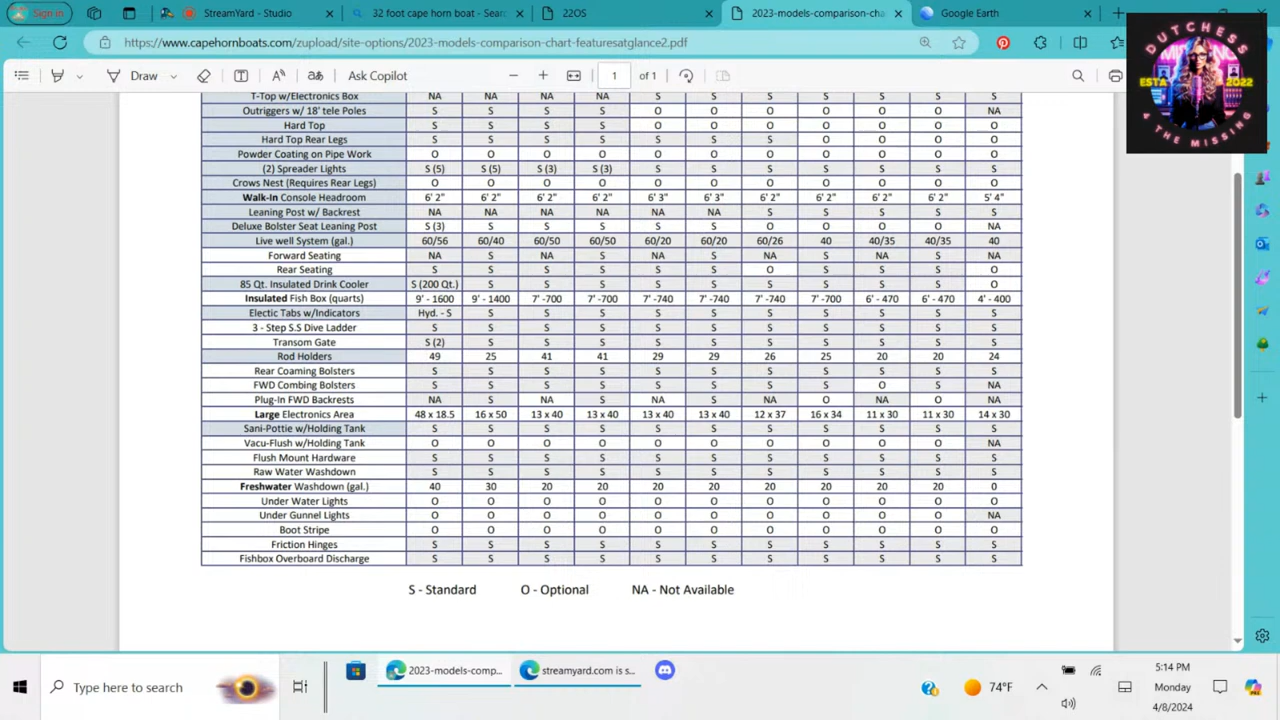 Sign in
StreamYard - Studio
32 foot cape horn boat - Sear
22OS
2023-models-comparison-cha
Google Earth
https://www.capehornboats.com/zupload/site-options/2023-models-comparison-chart-featuresatglance2.pdf
Draw
Ask Copilot
1 of 1
DUTCHESS
ESTA 2022
4 THE MISSING
T-Top w/Electronics Box NA NA NA NA S S S S S S S
Outriggers w/ 18' tele Poles S S S S O O O O O O NA
Hard Top S S S S O O O O O O O
Hard Top Rear Legs S S S S S S S O O O O
Powder Coating on Pipe Work O O O O O O O O O O O
(2) Spreader Lights S (5) S (5) S (3) S (3) S S S S S S S
Crows Nest (Requires Rear Legs) O O O O O O O O O O O
Walk-In Console Headroom 6' 2" 6' 2" 6' 2" 6' 3" 6' 3" 6' 3" 6' 2" 6' 2" 6' 2" 6' 2" 5' 4"
Leaning Post w/ Backrest NA NA NA NA NA NA S S S S S
Deluxe Bolster Seat Leaning Post S (3) S S S S S O O O O NA
Live well System (gal.) 60/56 60/40 60/50 60/50 60/20 60/20 60/26 40 40/35 40/35 40
Forward Seating NA S NA S NA S NA S NA S NA
Rear Seating S S S S S S O S S S O
85 Qt. Insulated Drink Cooler S (200 Qt.) S S S S S S S S S O
Insulated Fish Box (quarts) 9' - 1600 9' - 1400 7' -700 7' -700 7' -740 7' -740 7' -740 7' -700 6' - 470 6' - 470 4' - 400
Electic Tabs w/Indicators Hyd. - S S S S S S S S S S S
3 - Step S.S Dive Ladder S S S S S S S S S S S
Transom Gate S (2) S S S S S S S S S S
Rod Holders 49 25 41 41 29 29 26 25 20 20 24
Rear Coaming Bolsters S S S S S S S S S S S
FWD Combing Bolsters S S S S S S S S O S NA
Plug-In FWD Backrests NA S NA S NA S NA O NA O NA
Large Electronics Area 48 x 18.5 16 x 50 13 x 40 13 x 40 13 x 40 13 x 40 12 x 37 16 x 34 11 x 30 11 x 30 14 x 30
Sani-Pottie w/Holding Tank S S S S S S S S S S S
Vacu-Flush w/Holding Tank O O O O O O O O O O NA
Flush Mount Hardware S S S S S S S S S S S
Raw Water Washdown S S S S S S S S S S S
Freshwater Washdown (gal.) 40 30 20 20 20 20 20 20 20 20 0
Under Water Lights O O O O O O O O O O O
Under Gunnel Lights O O O O O O O O O O NA
Boot Stripe O O O O O O O O O O O
Friction Hinges S S S S S S S S S S S
Fishbox Overboard Discharge S S S S S S S S S S S
S - Standard O - Optional NA - Not Available
Type here to search
2023-models-comp...
streamyard.com is s...
74°F
5:14 PM
Monday
4/8/2024